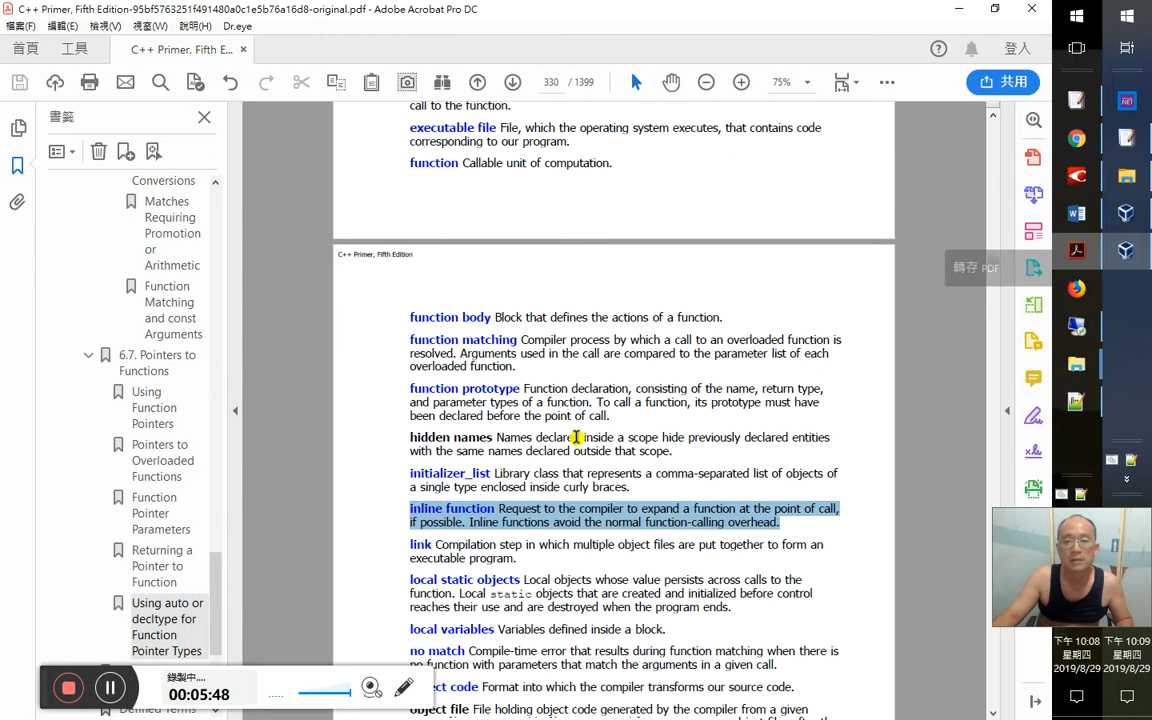 C++ Primer, Fifth Edition-95bf5763251f491480a0c1e5b76a16d8-original.pdf - Adobe Acrobat Pro DC
檔案(F) 編輯(E) 檢視(V) 視窗(W) 說明(H) Dr.eye
首頁 工具 C++ Primer, Fifth E... × 登入
330 / 1399 75% 共用
書籤
Conversions
Matches
Requiring
Promotion
or
Arithmetic
Function
Matching
and const
Arguments
6.7. Pointers to
Functions
Using
Function
Pointers
Pointers to
Overloaded
Functions
Function
Pointer
Parameters
Returning a
Pointer to
Function
Using auto or
decltype for
Function
Pointer Types
Defined Terms
call to the function.
executable file File, which the operating system executes, that contains code
corresponding to our program.
function Callable unit of computation.
C++ Primer, Fifth Edition
function body Block that defines the actions of a function.
function matching Compiler process by which a call to an overloaded function is
resolved. Arguments used in the call are compared to the parameter list of each
overloaded function.
function prototype Function declaration, consisting of the name, return type,
and parameter types of a function. To call a function, its prototype must have
been declared before the point of call.
hidden names Names declared inside a scope hide previously declared entities
with the same names declared outside that scope.
initializer_list Library class that represents a comma-separated list of objects of
a single type enclosed inside curly braces.
inline function Request to the compiler to expand a function at the point of call,
if possible. Inline functions avoid the normal function-calling overhead.
link Compilation step in which multiple object files are put together to form an
executable program.
local static objects Local objects whose value persists across calls to the
function. Local static objects that are created and initialized before control
reaches their use and are destroyed when the program ends.
local variables Variables defined inside a block.
no match Compile-time error that results during function matching when there is
no function with parameters that match the arguments in a given call.
object code Format into which the compiler transforms our source code.
object file File holding object code generated by the compiler from a given
轉存 PDF
錄製中....
00:05:48
.NET
下午 10:08 下午 10:09
星期四 星期四
2019/8/29 2019/8/29